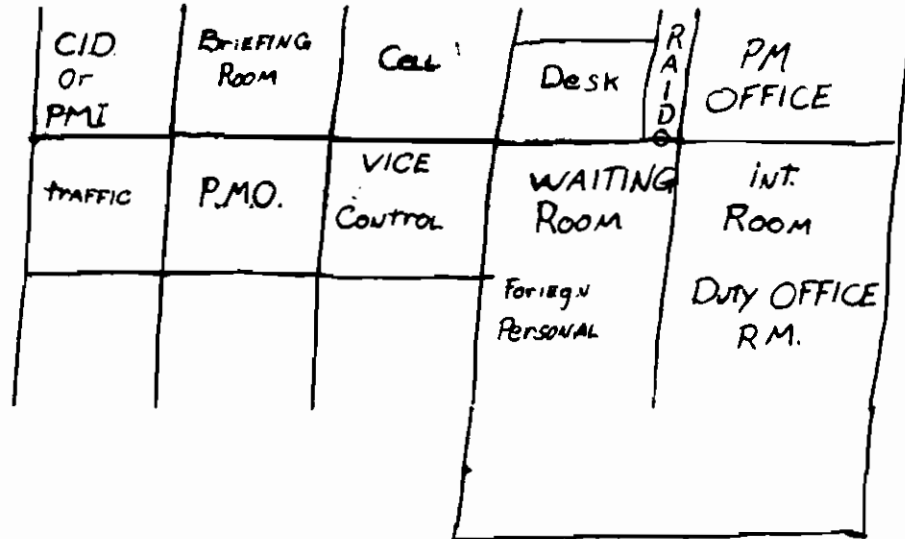 C.I.D.
Or
PMI
BriEFING
Room
Cell
Desk
RAIDO
PM
OFFICE
trAFFIC
P.M.O.
VICE
Control
WAITING
Room
int.
Room
Foriegn
PersoNAL
Duty OFFICE
RM.